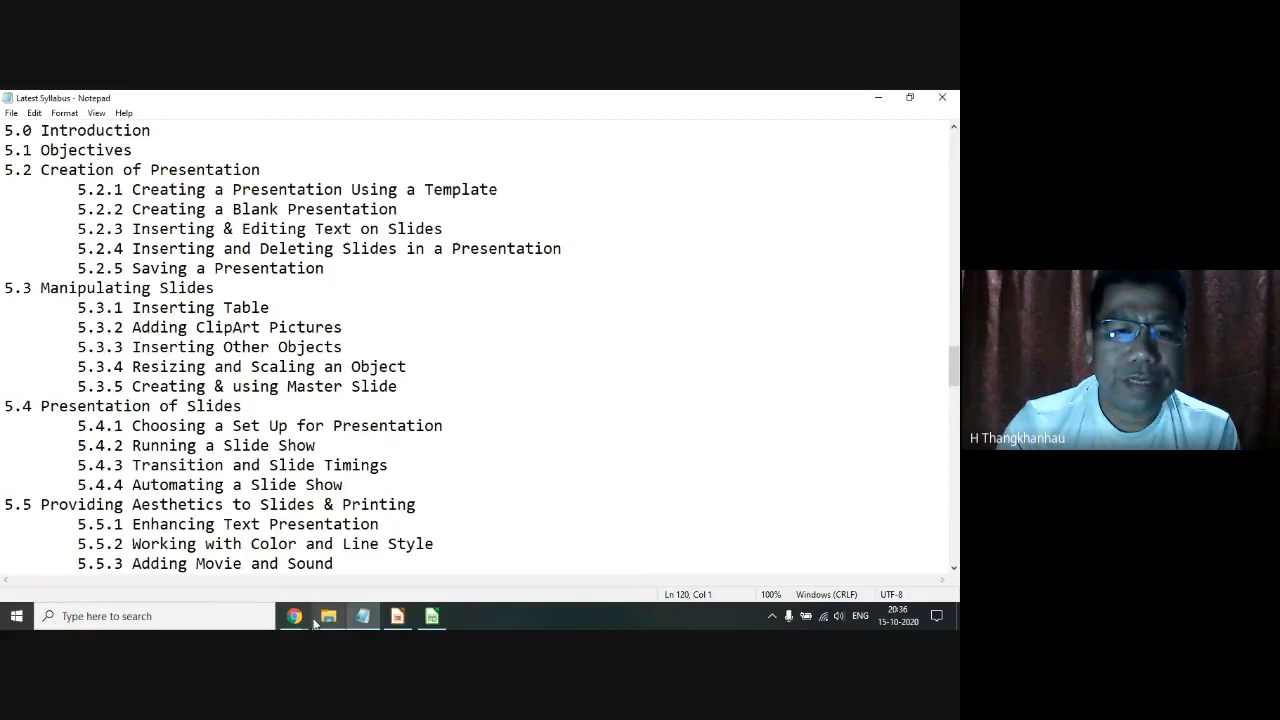 Latest Syllabus - Notepad
File Edit Format View Help
5.0 Introduction
5.1 Objectives
5.2 Creation of Presentation
5.2.1 Creating a Presentation Using a Template
5.2.2 Creating a Blank Presentation
5.2.3 Inserting & Editing Text on Slides
5.2.4 Inserting and Deleting Slides in a Presentation
5.2.5 Saving a Presentation
5.3 Manipulating Slides
5.3.1 Inserting Table
5.3.2 Adding ClipArt Pictures
5.3.3 Inserting Other Objects
5.3.4 Resizing and Scaling an Object
5.3.5 Creating & using Master Slide
5.4 Presentation of Slides
5.4.1 Choosing a Set Up for Presentation
5.4.2 Running a Slide Show
5.4.3 Transition and Slide Timings
5.4.4 Automating a Slide Show
5.5 Providing Aesthetics to Slides & Printing
5.5.1 Enhancing Text Presentation
5.5.2 Working with Color and Line Style
5.5.3 Adding Movie and Sound
Ln 120, Col 1 100% Windows (CRLF) UTF-8
Type here to search
ENG
20:36
15-10-2020
H Thangkhanhau